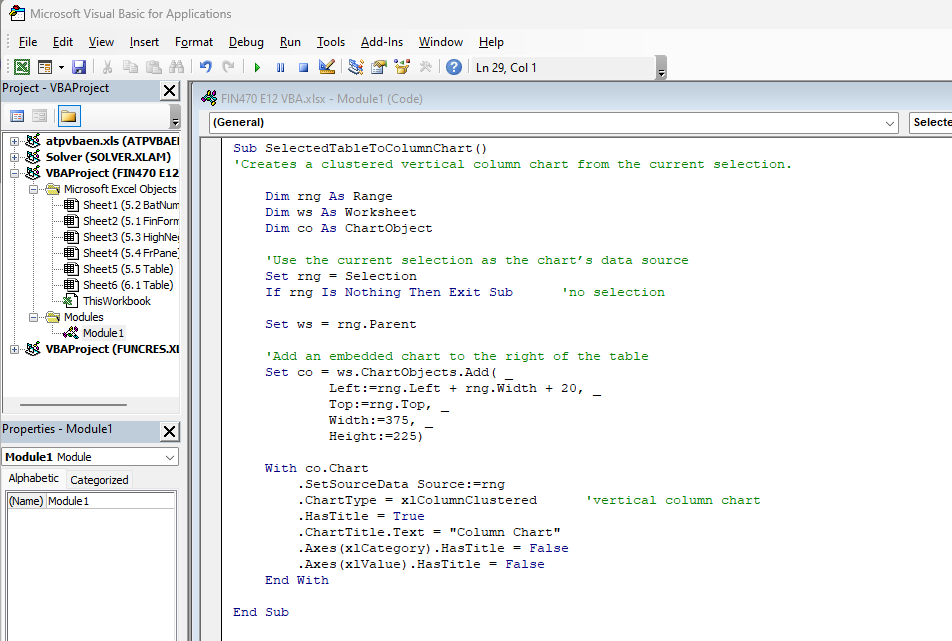 Microsoft Visual Basic for Applications
File Edit View Insert Format Debug Run Tools Add-Ins Window Help
Ln 29, Col 1
Project - VBAProject
atpvbaen.xls (ATPVBAE
Solver (SOLVER.XLAM)
VBAProject (FIN470 E12
Microsoft Excel Objects
Sheet1 (5.2 BatNum
Sheet2 (5.1 FinForm
Sheet3 (5.3 HighNe
Sheet4 (5.4 FrPane)
Sheet5 (5.5 Table)
Sheet6 (6.1 Table)
ThisWorkbook
Modules
Module1
VBAProject (FUNCRES.XL
Properties - Module1
Module1 Module
Alphabetic Categorized
(Name) Module1
FIN470 E12 VBA.xlsx - Module1 (Code)
(General) Selecte
Sub SelectedTableToColumnChart()
'Creates a clustered vertical column chart from the current selection.
Dim rng As Range
Dim ws As Worksheet
Dim co As ChartObject
'Use the current selection as the chart’s data source
Set rng = Selection
If rng Is Nothing Then Exit Sub 'no selection
Set ws = rng.Parent
'Add an embedded chart to the right of the table
Set co = ws.ChartObjects.Add( _
Left:=rng.Left + rng.Width + 20, _
Top:=rng.Top, _
Width:=375, _
Height:=225)
With co.Chart
.SetSourceData Source:=rng
.ChartType = xlColumnClustered 'vertical column chart
.HasTitle = True
.ChartTitle.Text = "Column Chart"
.Axes(xlCategory).HasTitle = False
.Axes(xlValue).HasTitle = False
End With
End Sub